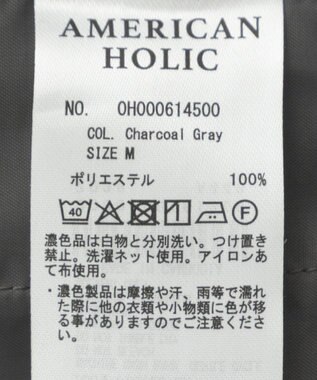 AMERICAN
HOLIC
NO. OH000614500
COL. Charcoal Gray
SIZE M
ポリエステル 100%
40 F
濃色品は白物と分別洗い。つけ置き
禁止。洗濯ネット使用。アイロンあ
て布使用。
・濃色製品は摩擦や汗、雨等で濡れ
た際に他の衣類や小物類に色が移
る事がありますのでご注意くださ
い。